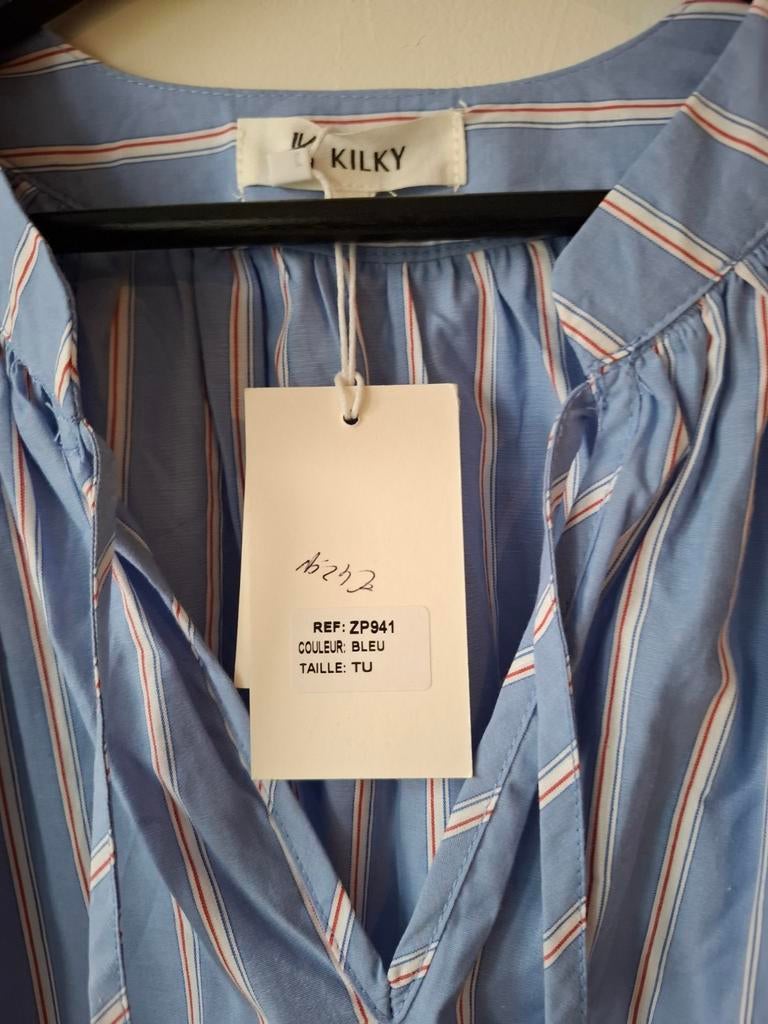 KILKY
REF: ZP941
COULEUR: BLEU
TAILLE: TU